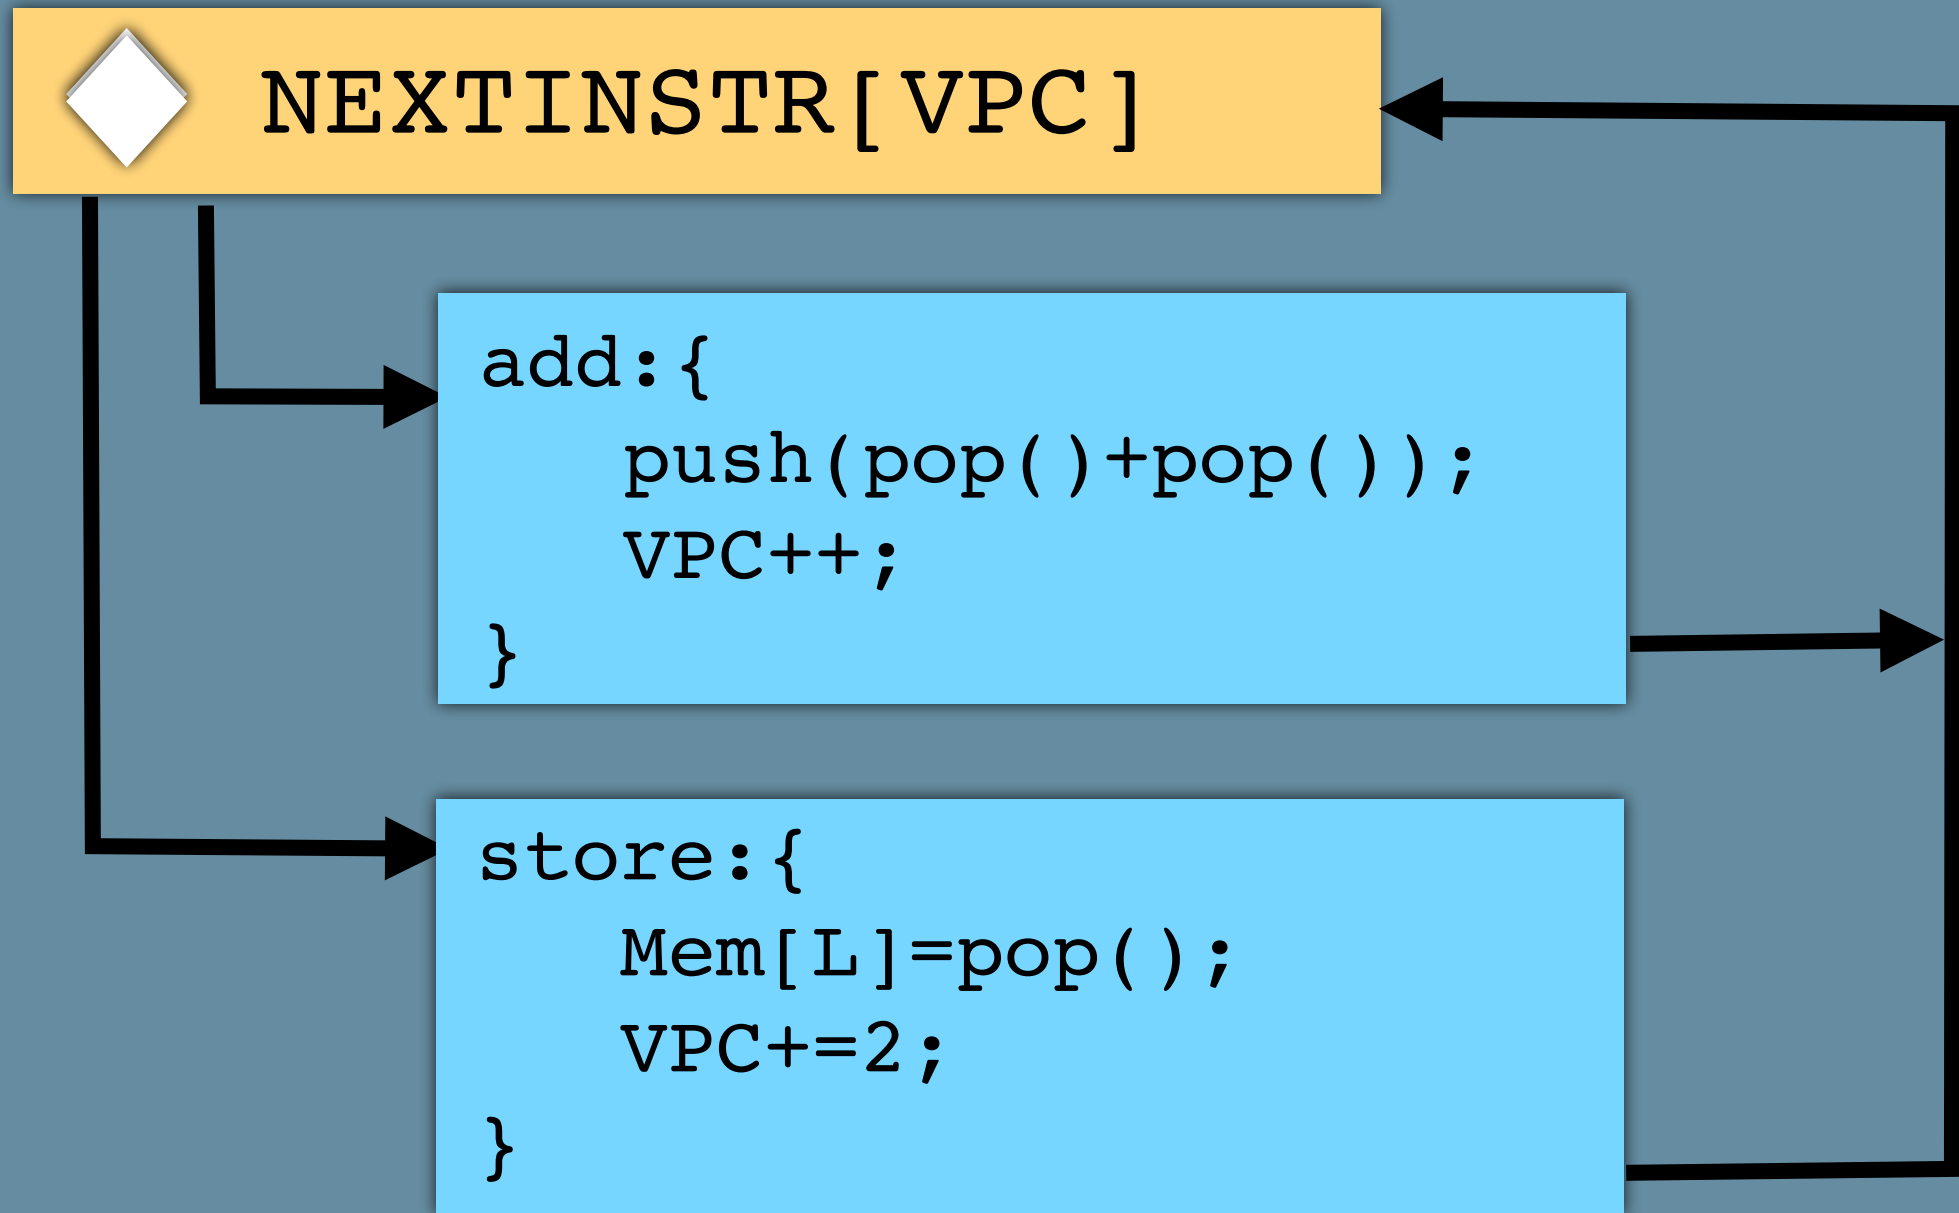 NEXTINSTR[VPC]
add:{
push(pop()+pop());
VPC++;
}
store:{
Mem[L]=pop();
VPC+=2;
}